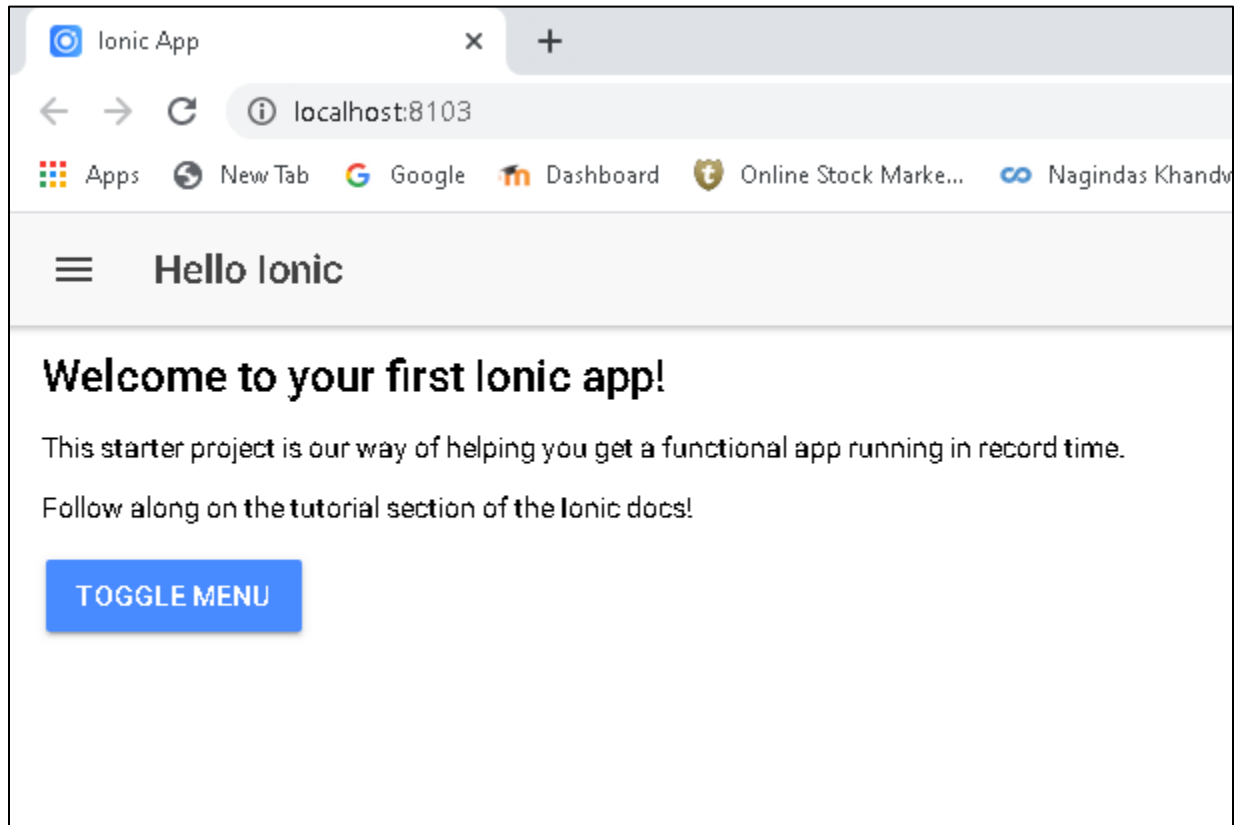 Ionic App
localhost:8103
Apps New Tab Google Dashboard Online Stock Marke... Nagindas Khandv
Hello Ionic
Welcome to your first Ionic app!
This starter project is our way of helping you get a functional app running in record time.
Follow along on the tutorial section of the Ionic docs!
TOGGLE MENU